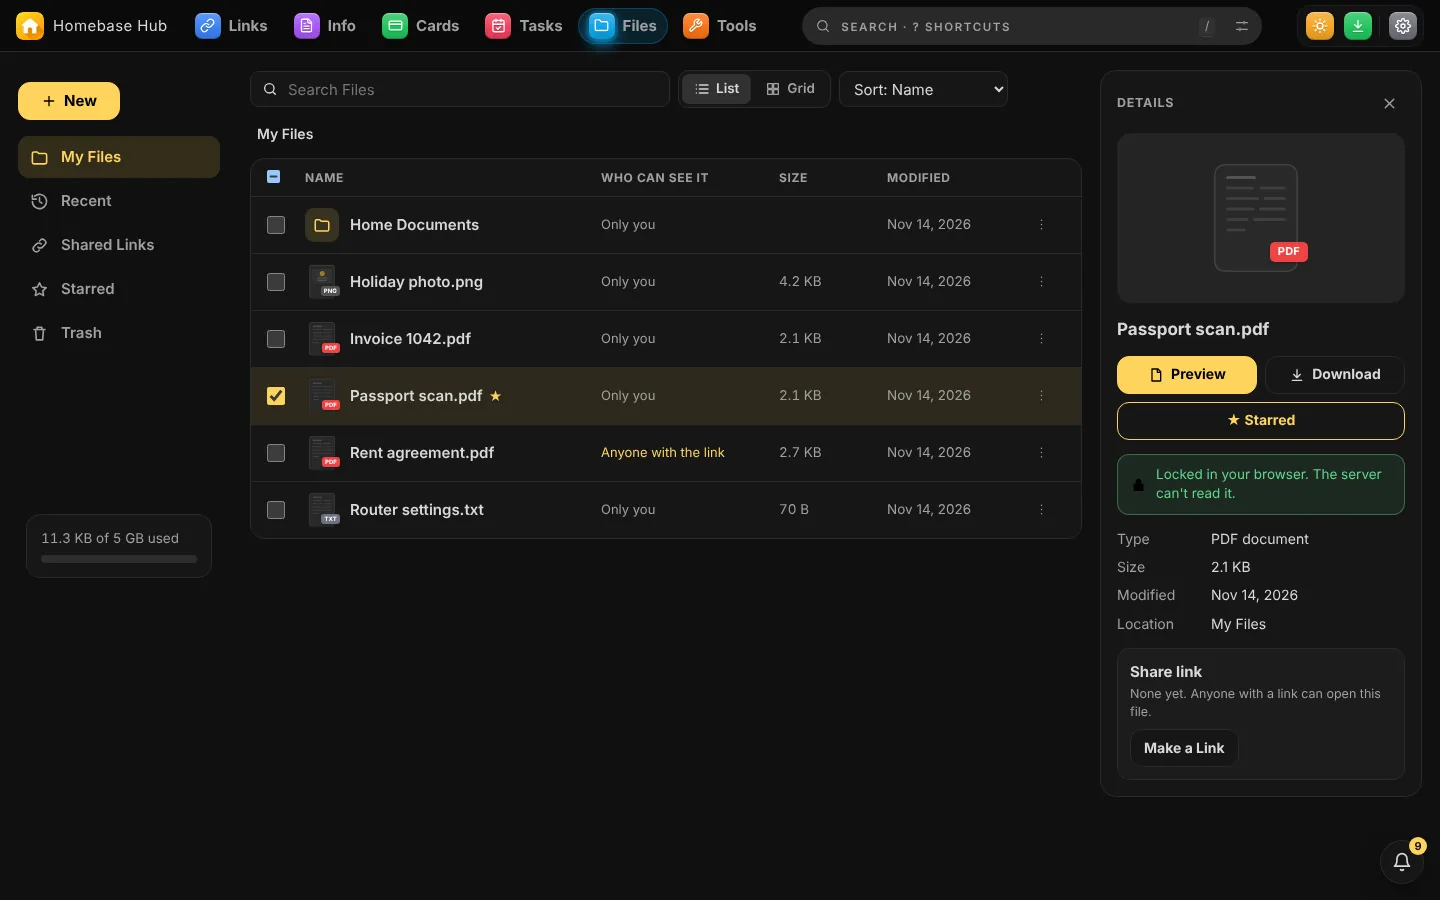 Homebase Hub
Links
Info
Cards
Tasks
Files
Tools
SEARCH · ? SHORTCUTS
/
+ New
My Files
Recent
Shared Links
Starred
Trash
11.3 KB of 5 GB used
Search Files
List
Grid
Sort: Name
My Files
NAME WHO CAN SEE IT SIZE MODIFIED
Home Documents Only you Nov 14, 2026
PNG Holiday photo.png Only you 4.2 KB Nov 14, 2026
PDF Invoice 1042.pdf Only you 2.1 KB Nov 14, 2026
PDF Passport scan.pdf ★ Only you 2.1 KB Nov 14, 2026
PDF Rent agreement.pdf Anyone with the link 2.7 KB Nov 14, 2026
TXT Router settings.txt Only you 70 B Nov 14, 2026
DETAILS
PDF
Passport scan.pdf
Preview
Download
★ Starred
Locked in your browser. The server
can't read it.
Type PDF document
Size 2.1 KB
Modified Nov 14, 2026
Location My Files
Share link
None yet. Anyone with a link can open this
file.
Make a Link
9